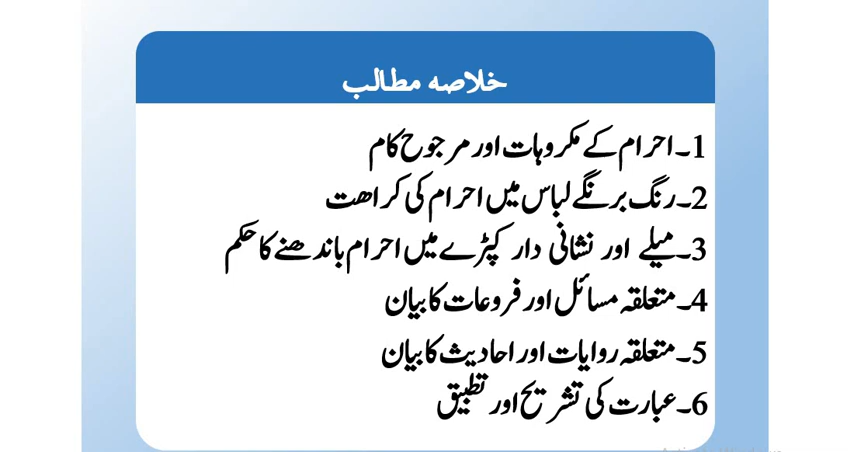 خلاصہ مطالب
1۔احرام کے مکروہات اور مرجوح کام
2۔رنگ برنگے لباس میں احرام کی کراھت
3۔میلے اور نشانی دار کپڑے میں احرام باندھنے کا حکم
4۔متعلقہ مسائل اور فروعات کا بیان
5۔متعلقہ روایات اور احادیث کا بیان
6۔عبارت کی تشریح اور تطبیق